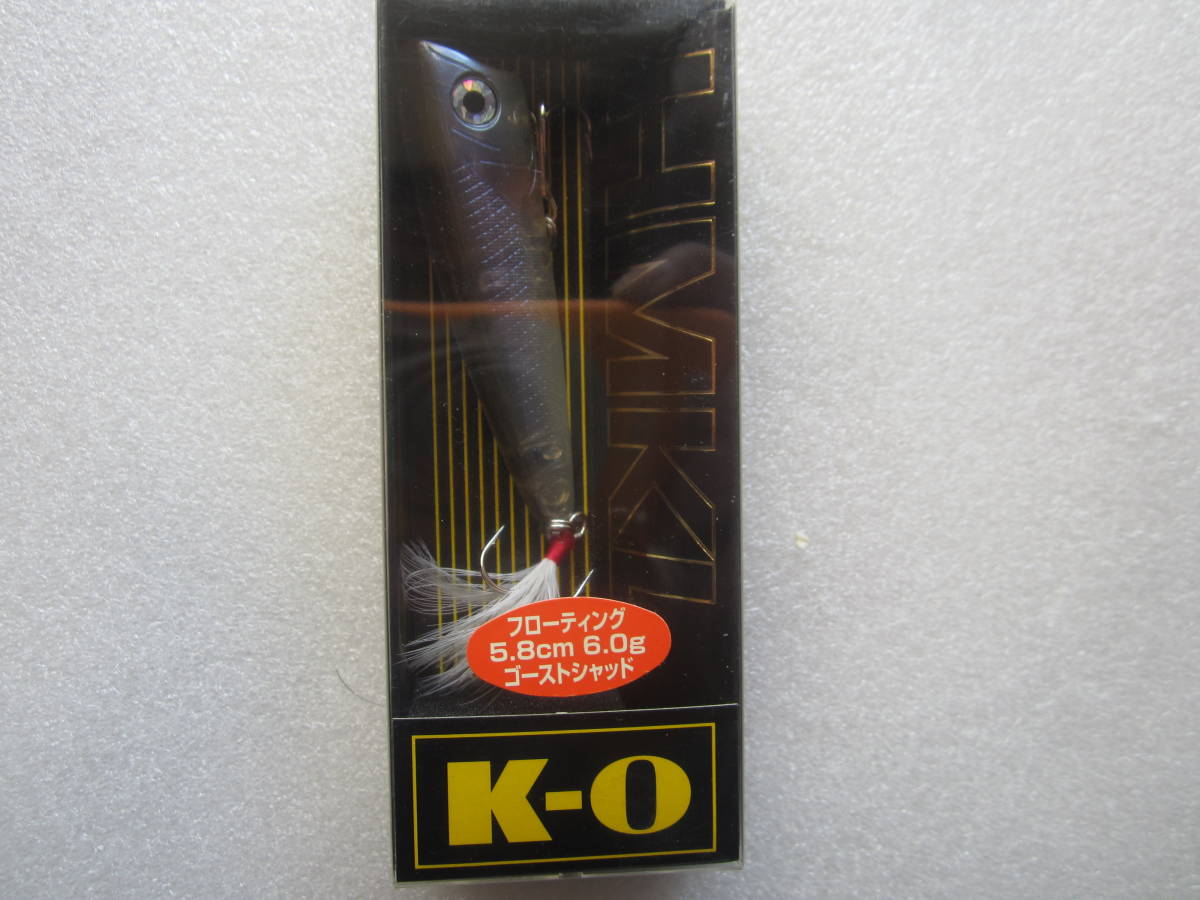 フローティング
5.8cm 6.0g
ゴーストシャッド
K-O